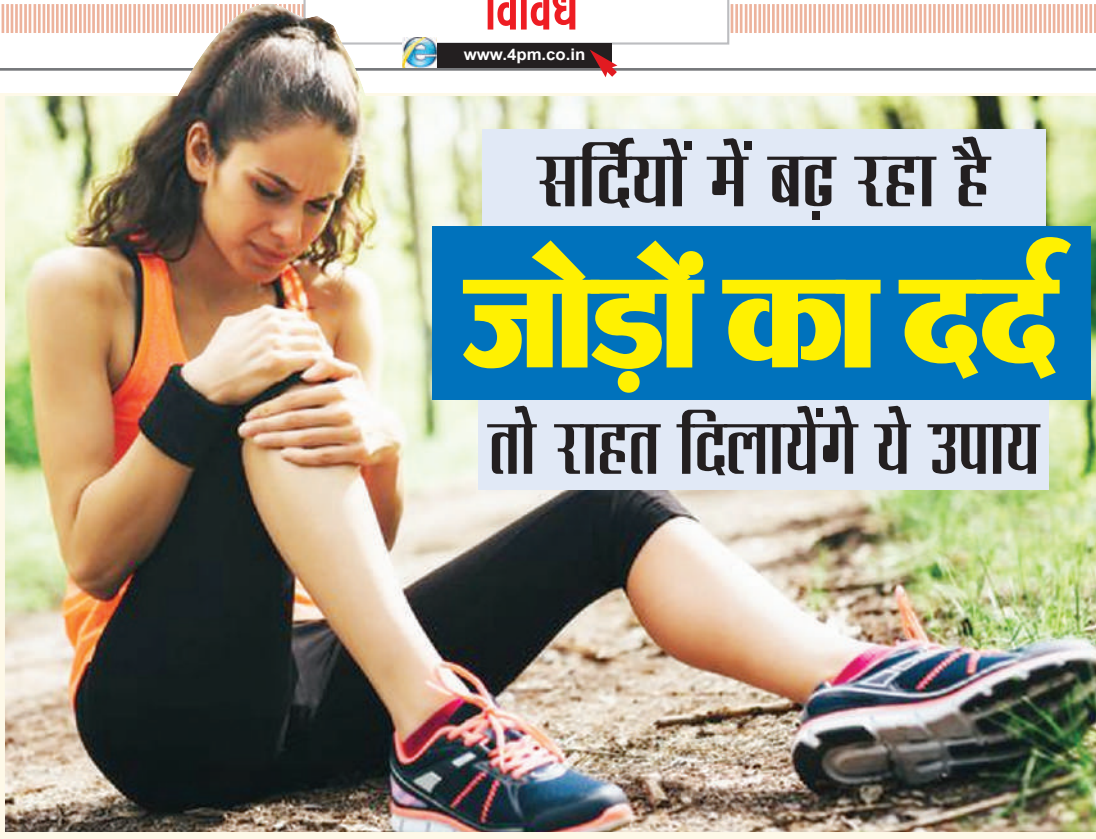 विविध
www.4pm.co.in
सर्दियों में बढ़ रहा है
जोड़ों का दर्द
तो राहत दिलायेंगे ये उपाय